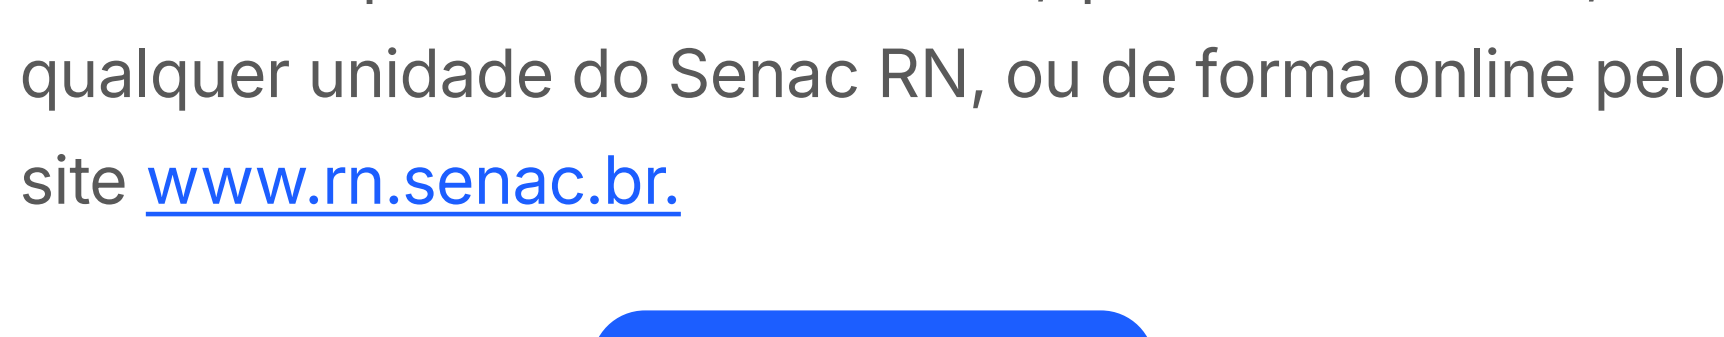 qualquer unidade do Senac RN, ou de forma online pelo
site www.rn.senac.br.